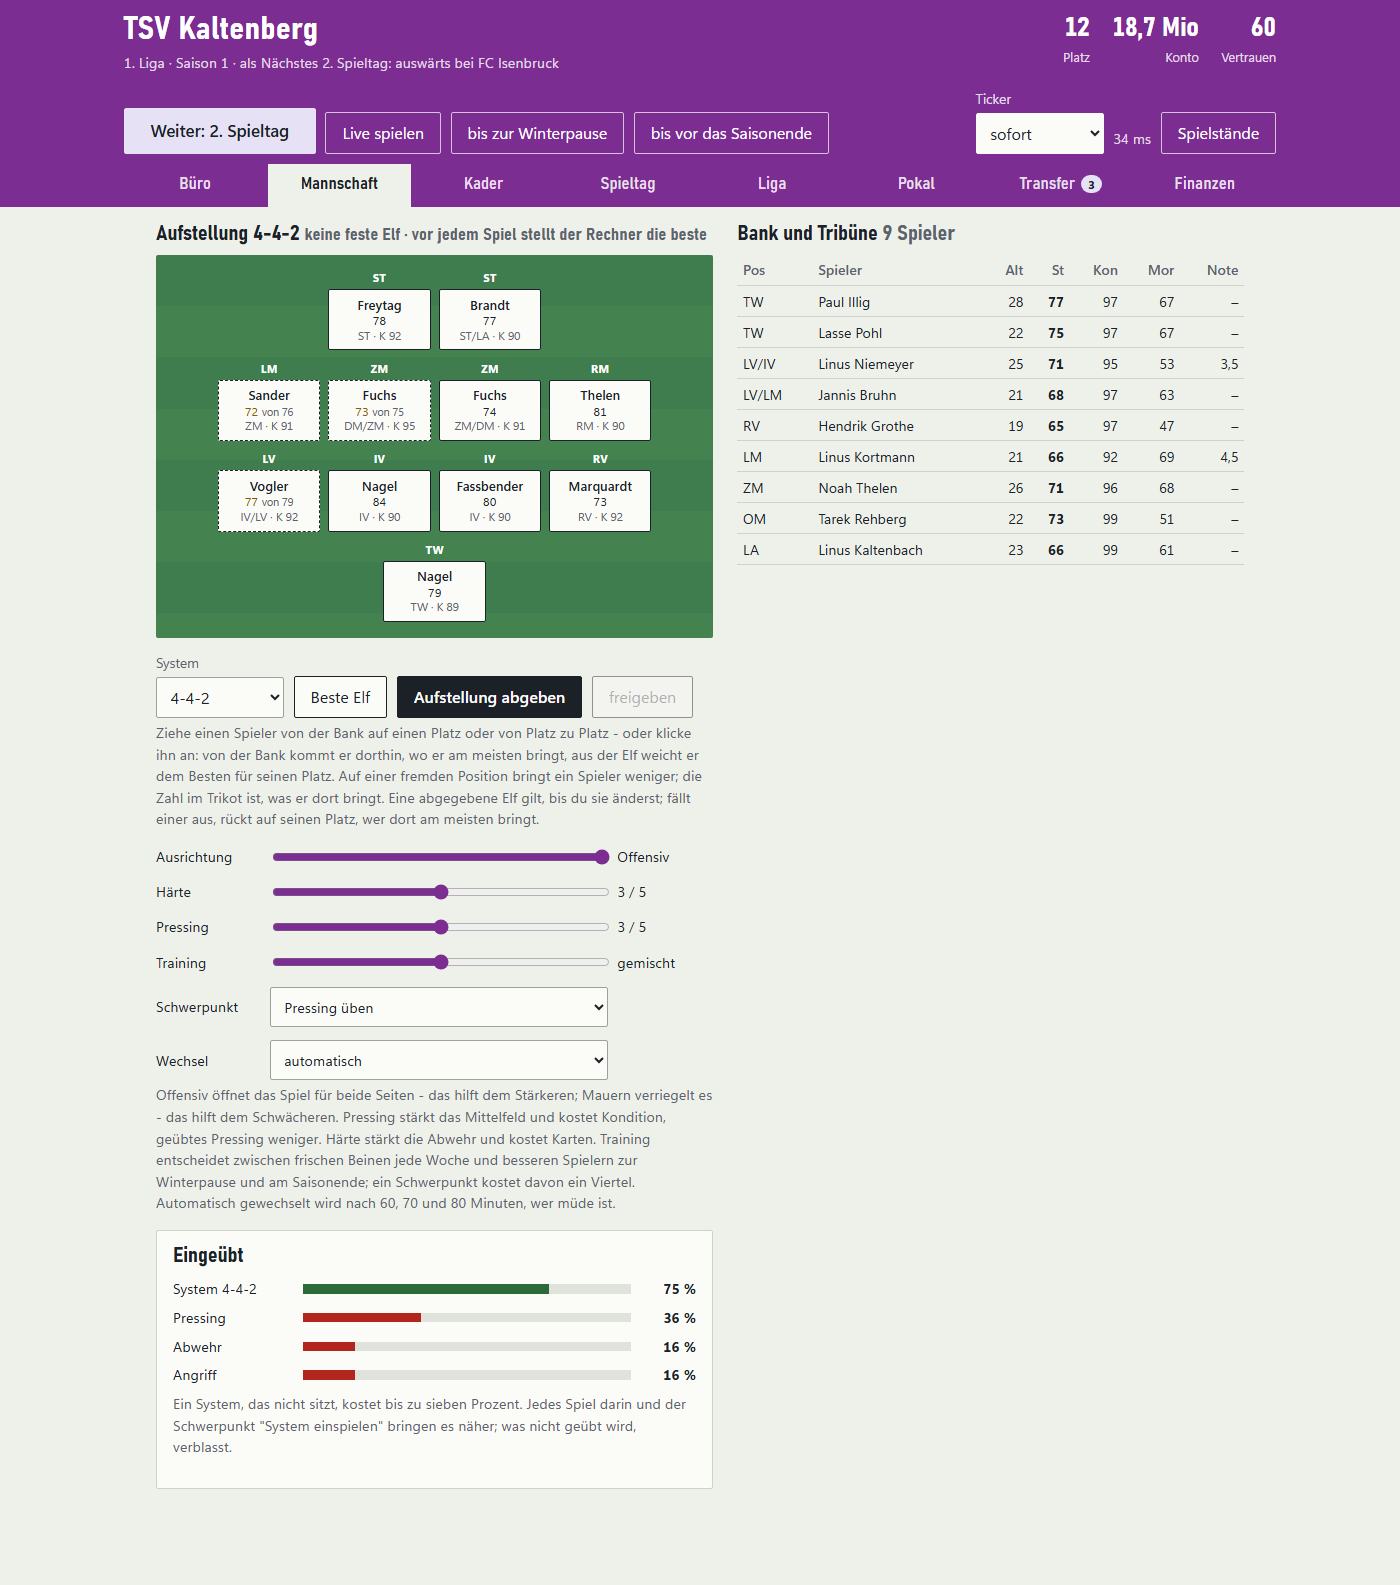 TSV Kaltenberg
1. Liga · Saison 1 · als Nächstes 2. Spieltag: auswärts bei FC Isenbruck
12
Platz
18,7 Mio
Konto
60
Vertrauen
Weiter: 2. Spieltag
Live spielen
bis zur Winterpause
bis vor das Saisonende
Ticker
sofort
34 ms
Spielstände
Büro
Mannschaft
Kader
Spieltag
Liga
Pokal
Transfer 3
Finanzen
Aufstellung 4-4-2 keine feste Elf · vor jedem Spiel stellt der Rechner die beste
ST
Freytag
78
ST · K 92
ST
Brandt
77
ST/LA · K 90
LM
Sander
72 von 76
ZM · K 91
ZM
Fuchs
73 von 75
DM/ZM · K 95
ZM
Fuchs
74
ZM/DM · K 91
RM
Thelen
81
RM · K 90
LV
Vogler
77 von 79
IV/LV · K 92
IV
Nagel
84
IV · K 90
IV
Fassbender
80
IV · K 90
RV
Marquardt
73
RV · K 92
TW
Nagel
79
TW · K 89
System
4-4-2
Beste Elf
Aufstellung abgeben
freigeben
Ziehe einen Spieler von der Bank auf einen Platz oder von Platz zu Platz - oder klicke
ihn an: von der Bank kommt er dorthin, wo er am meisten bringt, aus der Elf weicht er
dem Besten für seinen Platz. Auf einer fremden Position bringt ein Spieler weniger; die
Zahl im Trikot ist, was er dort bringt. Eine abgegebene Elf gilt, bis du sie änderst; fällt
einer aus, rückt auf seinen Platz, wer dort am meisten bringt.
Ausrichtung
Offensiv
Härte
3 / 5
Pressing
3 / 5
Training
gemischt
Schwerpunkt
Pressing üben
Wechsel
automatisch
Offensiv öffnet das Spiel für beide Seiten - das hilft dem Stärkeren; Mauern verriegelt es
- das hilft dem Schwächeren. Pressing stärkt das Mittelfeld und kostet Kondition,
geübtes Pressing weniger. Härte stärkt die Abwehr und kostet Karten. Training
entscheidet zwischen frischen Beinen jede Woche und besseren Spielern zur
Winterpause und am Saisonende; ein Schwerpunkt kostet davon ein Viertel.
Automatisch gewechselt wird nach 60, 70 und 80 Minuten, wer müde ist.
Eingeübt
System 4-4-2 75 %
Pressing 36 %
Abwehr 16 %
Angriff 16 %
Ein System, das nicht sitzt, kostet bis zu sieben Prozent. Jedes Spiel darin und der
Schwerpunkt "System einspielen" bringen es näher; was nicht geübt wird,
verblasst.
Bank und Tribüne 9 Spieler
Pos Spieler Alt St Kon Mor Note
TW Paul Illig 28 77 97 67 –
TW Lasse Pohl 22 75 97 67 –
LV/IV Linus Niemeyer 25 71 95 53 3,5
LV/LM Jannis Bruhn 21 68 97 63 –
RV Hendrik Grothe 19 65 97 47 –
LM Linus Kortmann 21 66 92 69 4,5
ZM Noah Thelen 26 71 96 68 –
OM Tarek Rehberg 22 73 99 51 –
LA Linus Kaltenbach 23 66 99 61 –